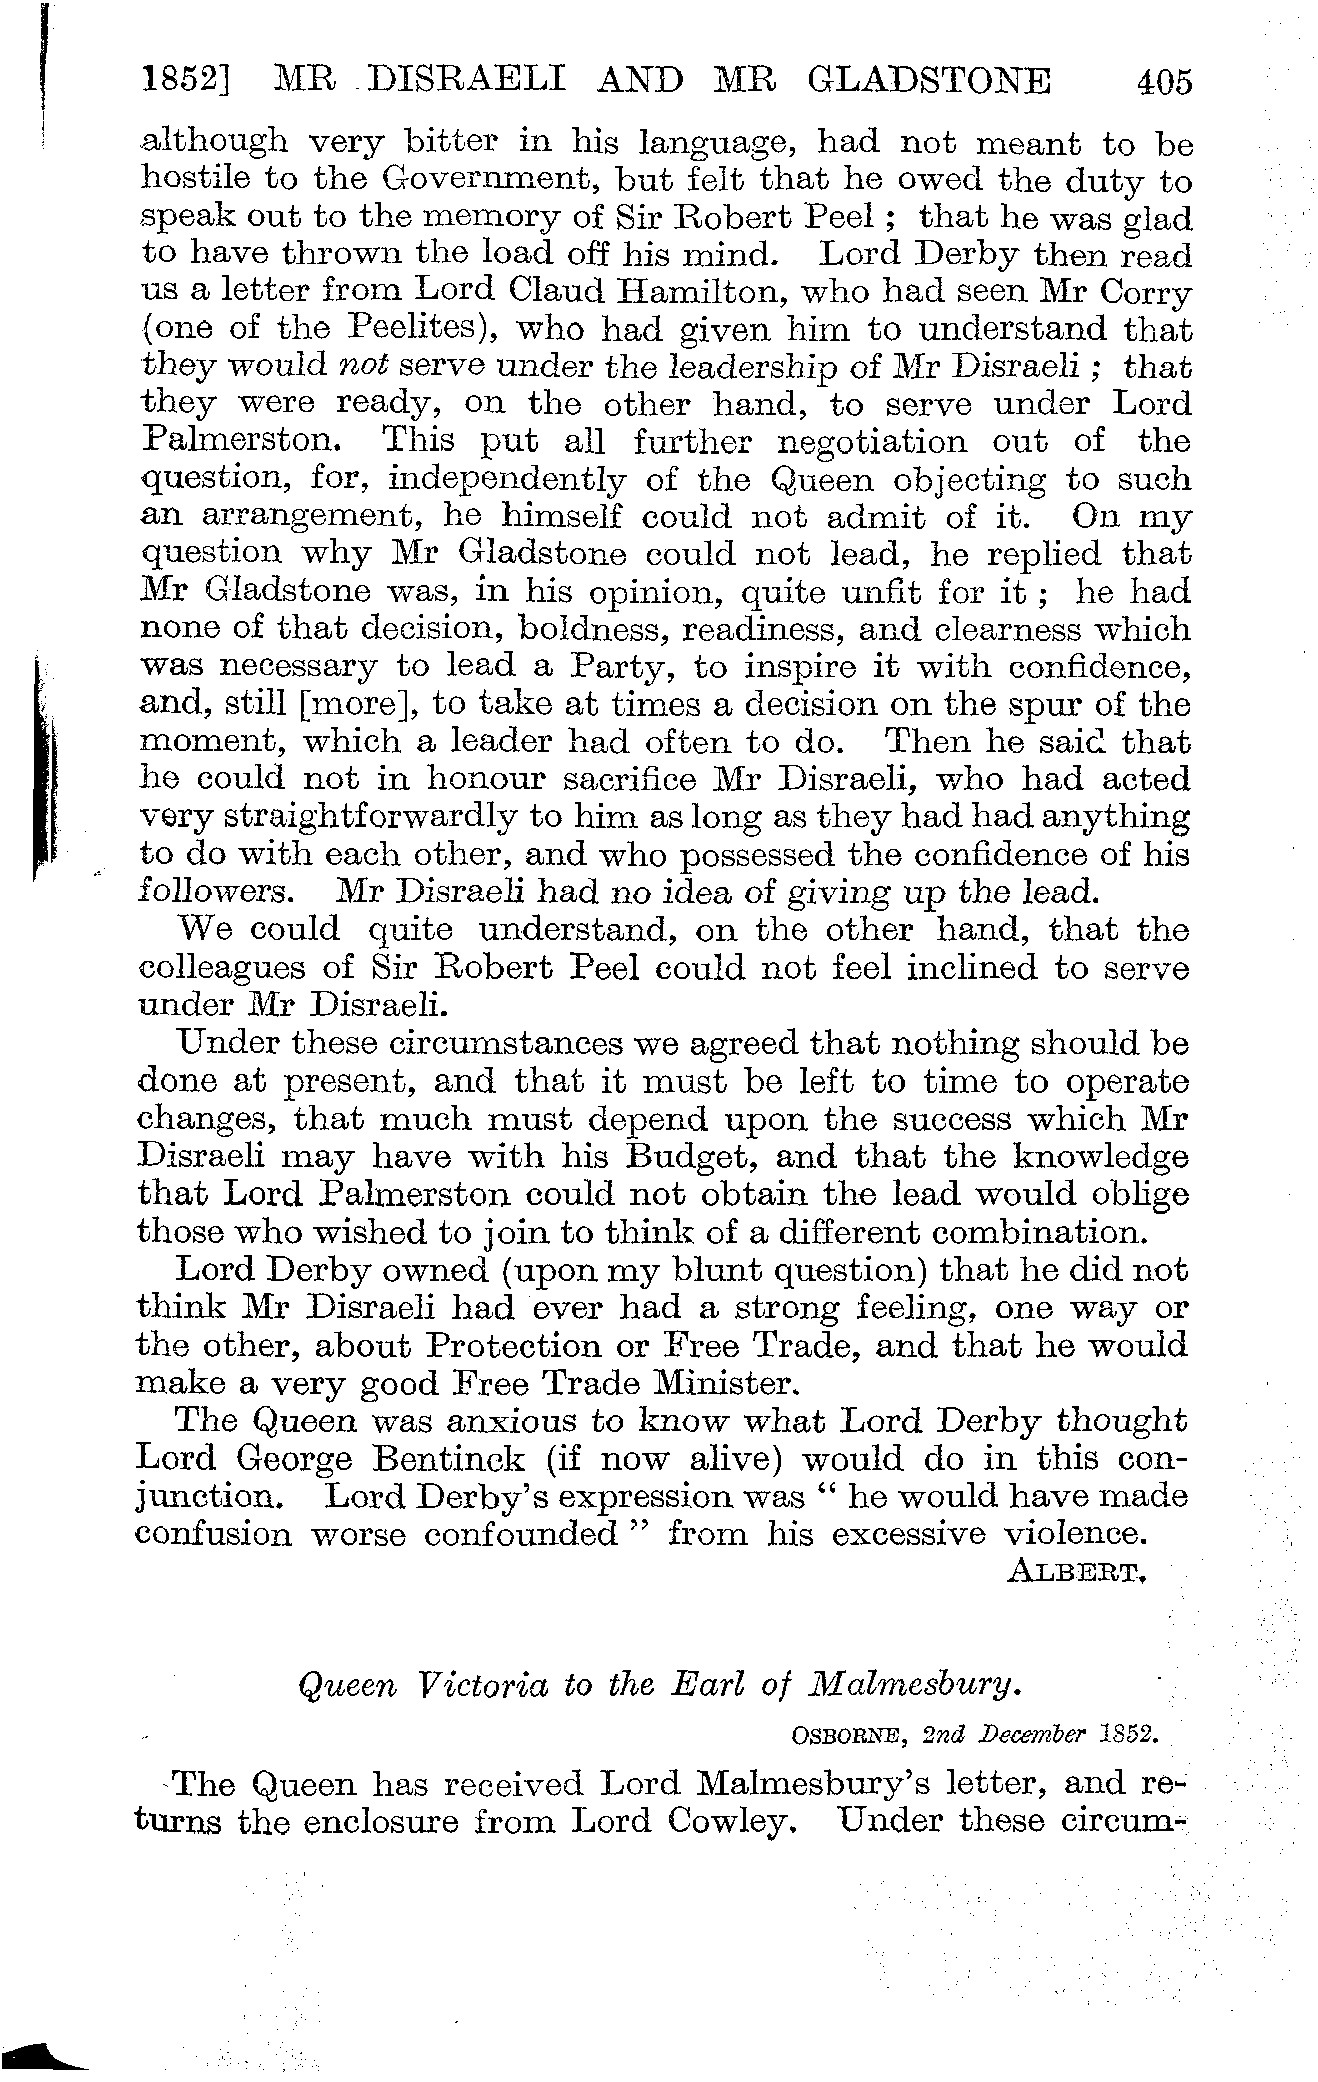 1852] MR DISRAELI AND MR GLADSTONE 405
although very bitter in his language, had not meant to be
hostile to the Government, but felt that he owed the duty to
speak out to the memory of Sir Robert Peel ; that he was glad
to have thrown the load off his mind. Lord Derby then read
us a letter from Lord Claud Hamilton, who had seen Mr Corry
(one of the Peelites), who had given him to understand that
they would not serve under the leadership of Mr Disraeli ; that
they were ready, on the other hand, to serve under Lord
Palmerston. This put all further negotiation out of the
question, for, independently of the Queen objecting to such
an arrangement, he himself could not admit of it. On my
question why Mr Gladstone could not lead, he replied that
Mr Gladstone was, in his opinion, quite unfit for it ; he had
none of that decision, boldness, readiness, and clearness which
was necessary to lead a Party, to inspire it with confidence,
and, still [more], to take at times a decision on the spur of the
moment, which a leader had often to do. Then he said that
he could not in honour sacrifice Mr Disraeli, who had acted
very straightforwardly to him as long as they had had anything
to do with each other, and who possessed the confidence of his
followers. Mr Disraeli had no idea of giving up the lead.
We could quite understand, on the other hand, that the
colleagues of Sir Robert Peel could not feel inclined to serve
under Mr Disraeli.
Under these circumstances we agreed that nothing should be
done at present, and that it must be left to time to operate
changes, that much must depend upon the success which Mr
Disraeli may have with his Budget, and that the knowledge
that Lord Palmerston could not obtain the lead would oblige
those who wished to join to think of a different combination.
Lord Derby owned (upon my blunt question) that he did not
think Mr Disraeli had ever had a strong feeling, one way or
the other, about Protection or Free Trade, and that he would
make a very good Free Trade Minister.
The Queen was anxious to know what Lord Derby thought
Lord George Bentinck (if now alive) would do in this con-
junction. Lord Derby's expression was “ he would have made
confusion worse confounded ” from his excessive violence.
ALBERT.
Queen Victoria to the Earl of Malmesbury.
OSBORNE, 2nd December 1852.
The Queen has received Lord Malmesbury's letter, and re-
turns the enclosure from Lord Cowley. Under these circum-